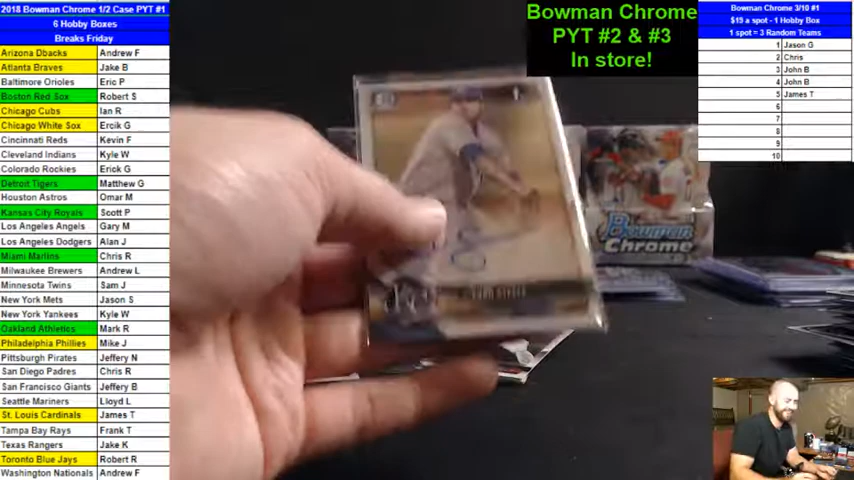 2018 Bowman Chrome 1/2 Case PYT #1
6 Hobby Boxes
Breaks Friday
Arizona Dbacks Andrew F
Atlanta Braves Jake B
Baltimore Orioles Eric P
Boston Red Sox Robert S
Chicago Cubs Ian R
Chicago White Sox Ercik G
Cincinnati Reds Kevin F
Cleveland Indians Kyle W
Colorado Rockies Erick G
Detroit Tigers Matthew G
Houston Astros Omar M
Kansas City Royals Scott P
Los Angeles Angels Gary M
Los Angeles Dodgers Alan J
Miami Marlins Chris R
Milwaukee Brewers Andrew L
Minnesota Twins Sam J
New York Mets Jason S
New York Yankees Kyle W
Oakland Athletics Mark R
Philadelphia Phillies Mike J
Pittsburgh Pirates Jeffery N
San Diego Padres Chris R
San Francisco Giants Jeffery B
Seattle Mariners Lloyd L
St. Louis Cardinals James T
Tampa Bay Rays Frank T
Texas Rangers Jake K
Toronto Blue Jays Robert R
Washington Nationals Andrew F
Bowman Chrome
PYT #2 & #3
In store!
Bowman Chrome 3/10 #1
$19 a spot - 1 Hobby Box
1 spot = 3 Random Teams
1 Jason G
2 Chris
3 John B
4 John B
5 James T
6
7
8
9
10
Bowman
Chrome